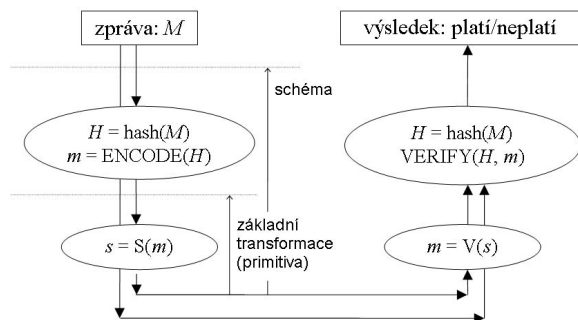 zpráva: M
výsledek: platí/neplatí
schéma
H = hash(M)
m = ENCODE(H)
H = hash(M)
VERIFY(H, m)
základní
transformace
(primitiva)
s = S(m)
m = V(s)